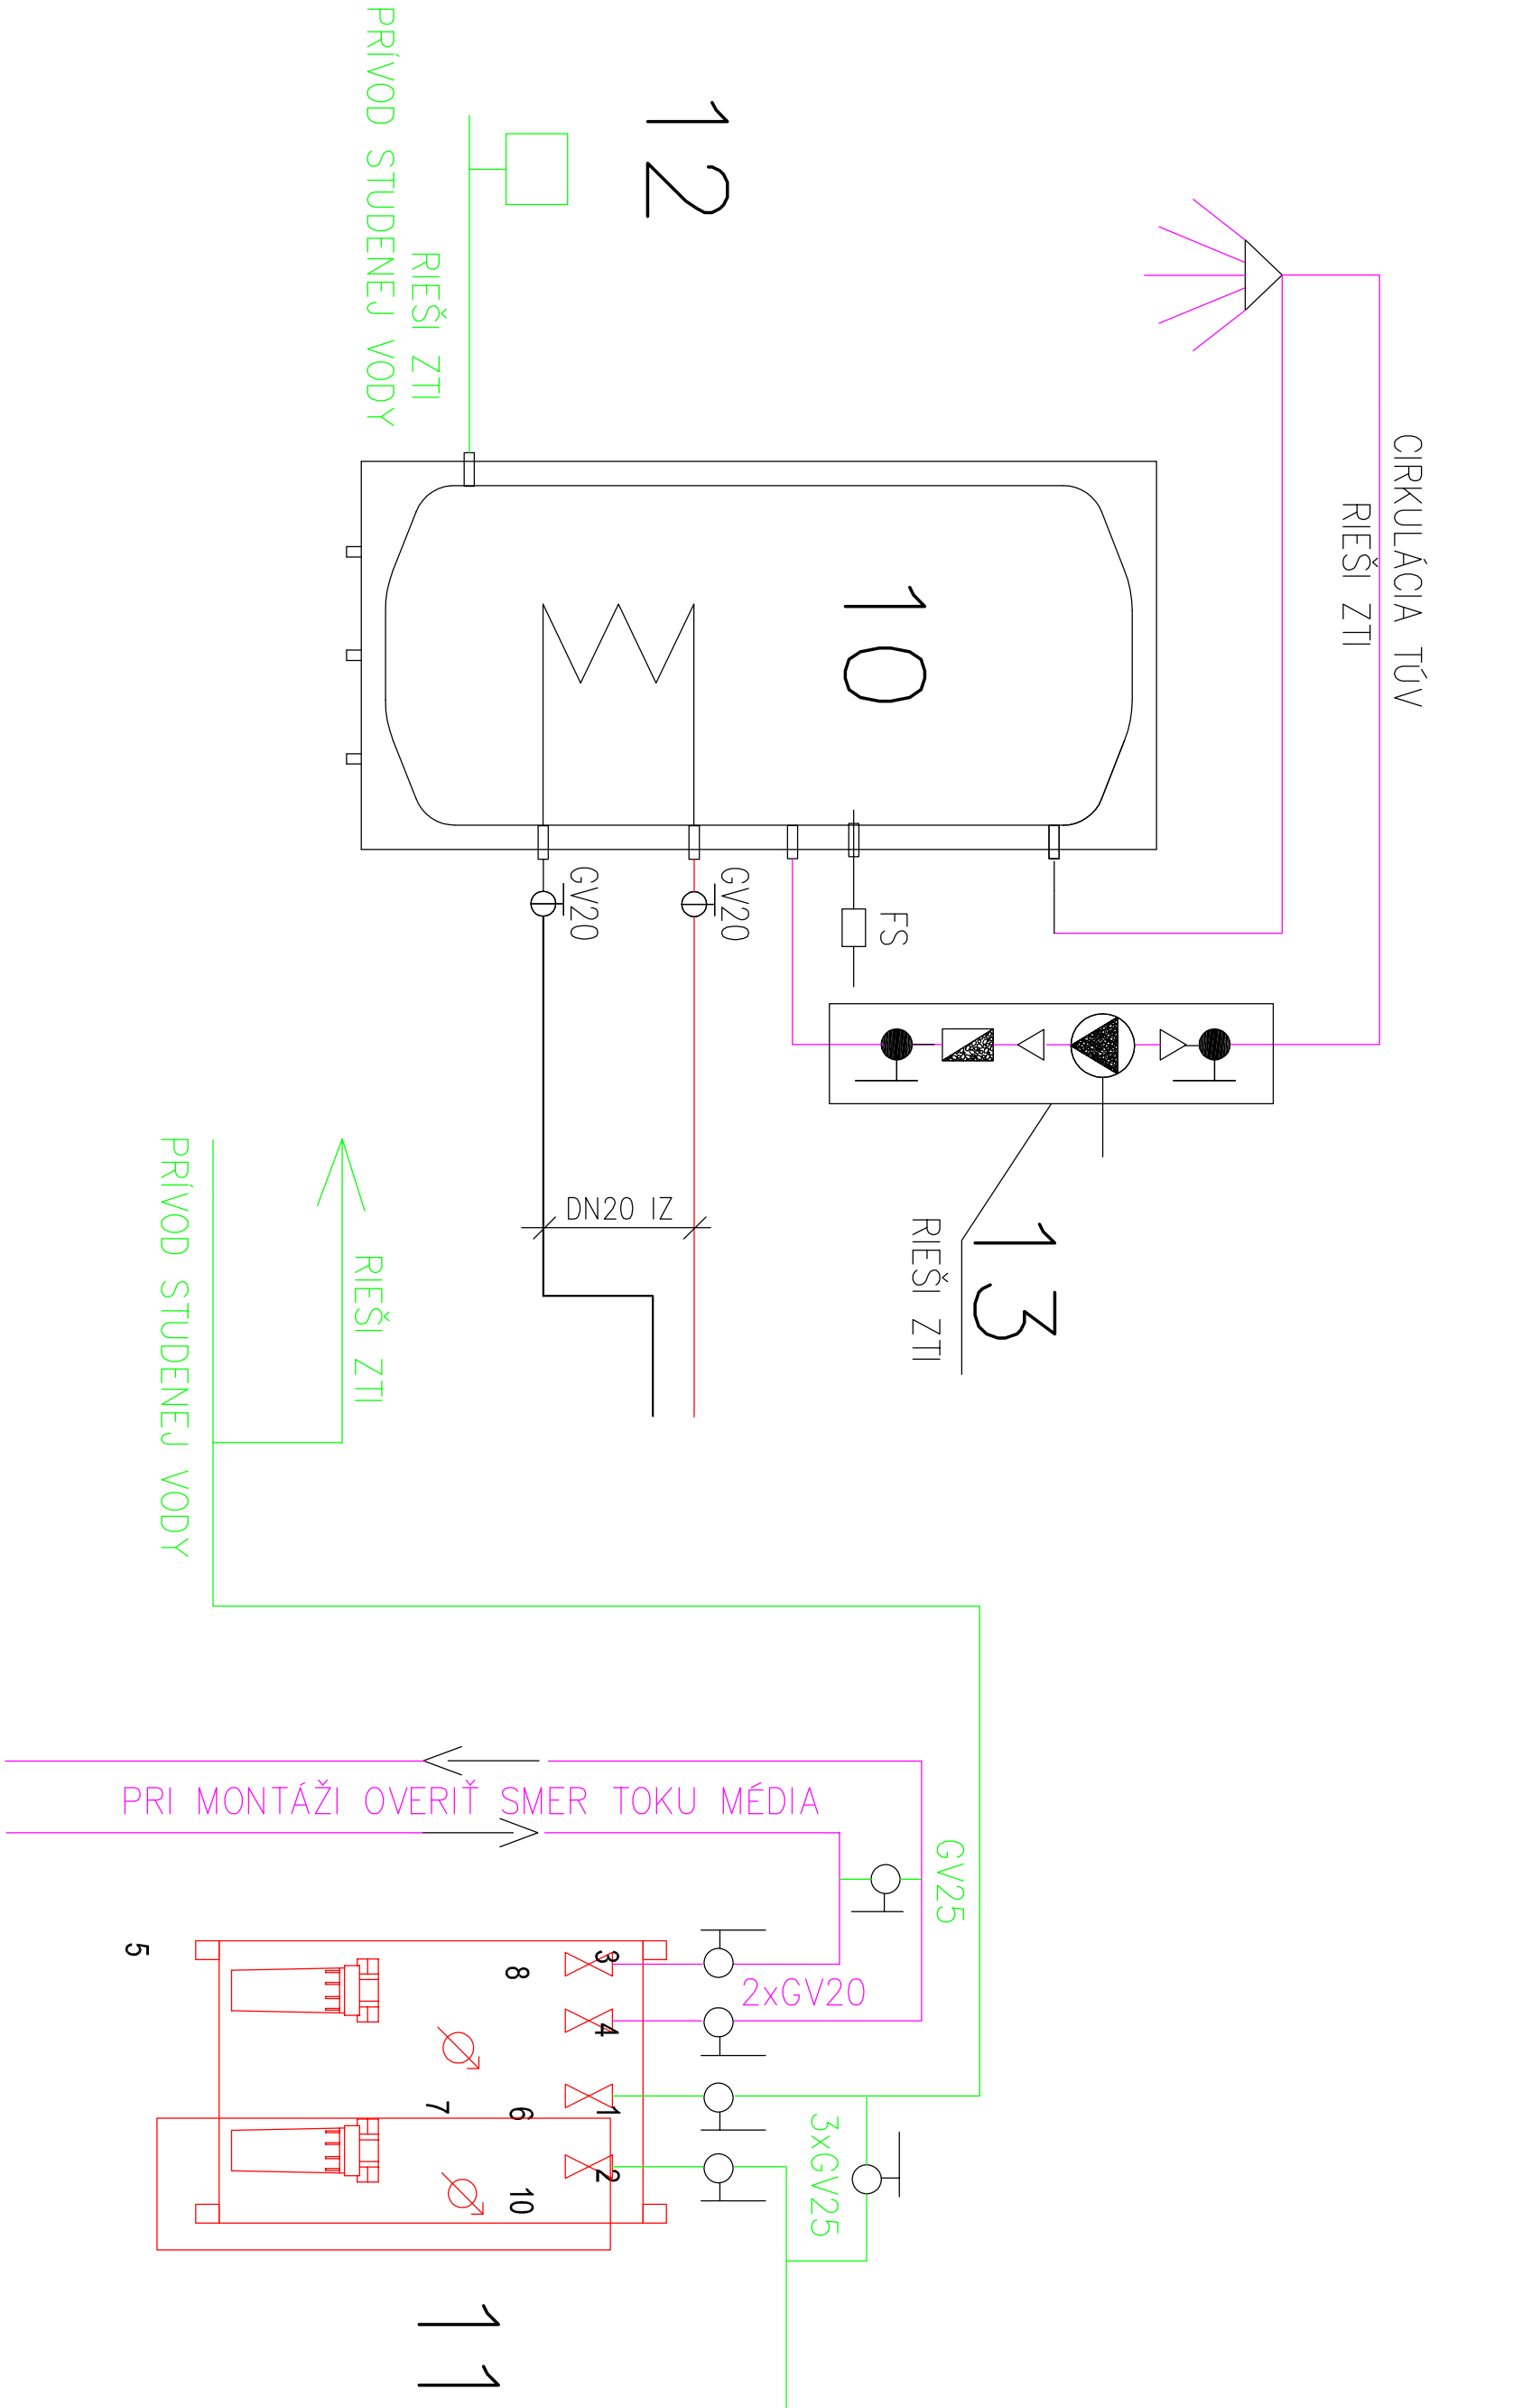 CIRKULÁCIA TÚV
RIEŠI ZTI
12
10
RIEŠI ZTI
PRÍVOD STUDENEJ VODY
FS
GV20
GV20
13
RIEŠI ZTI
DN20 IZ
RIEŠI ZTI
PRÍVOD STUDENEJ VODY
PRI MONTÁŽI OVERIŤ SMER TOKU MÉDIA
GV25
2xGV20
3xGV25
3
8
5
4
1
6
7
2
10
11